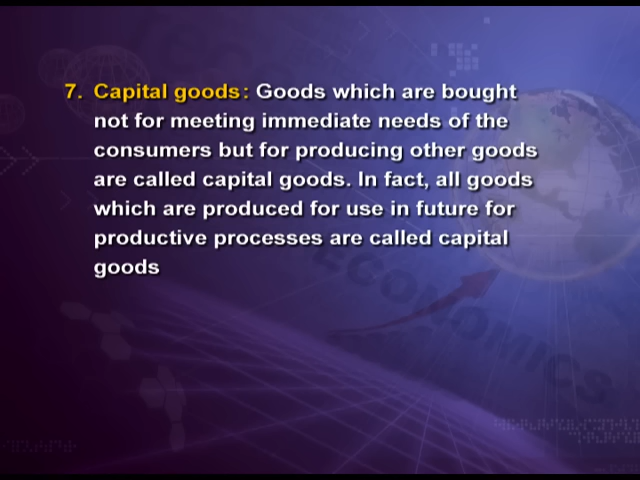 7. Capital goods: Goods which are bought
not for meeting immediate needs of the
consumers but for producing other goods
are called capital goods. In fact, all goods
which are produced for use in future for
productive processes are called capital
goods
ECONOMICS